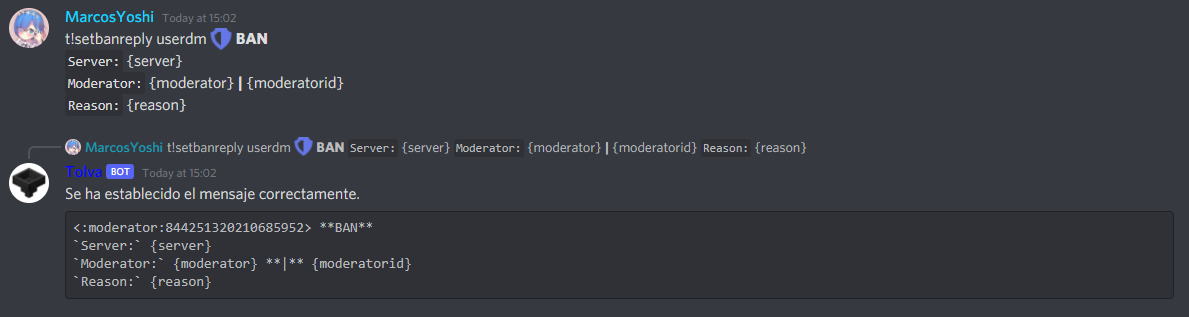 MarcosYoshi Today at 15:02
t!setbanreply userdm BAN
Server: {server}
Moderator: {moderator} | {moderatorid}
Reason: {reason}
MarcosYoshi t!setbanreply userdm BAN Server: {server} Moderator: {moderator} | {moderatorid} Reason: {reason}
Tolva BOT Today at 15:02
Se ha establecido el mensaje correctamente.
<:moderator:844251320210685952> **BAN**
`Server:` {server}
`Moderator:` {moderator} **|** {moderatorid}
`Reason:` {reason}